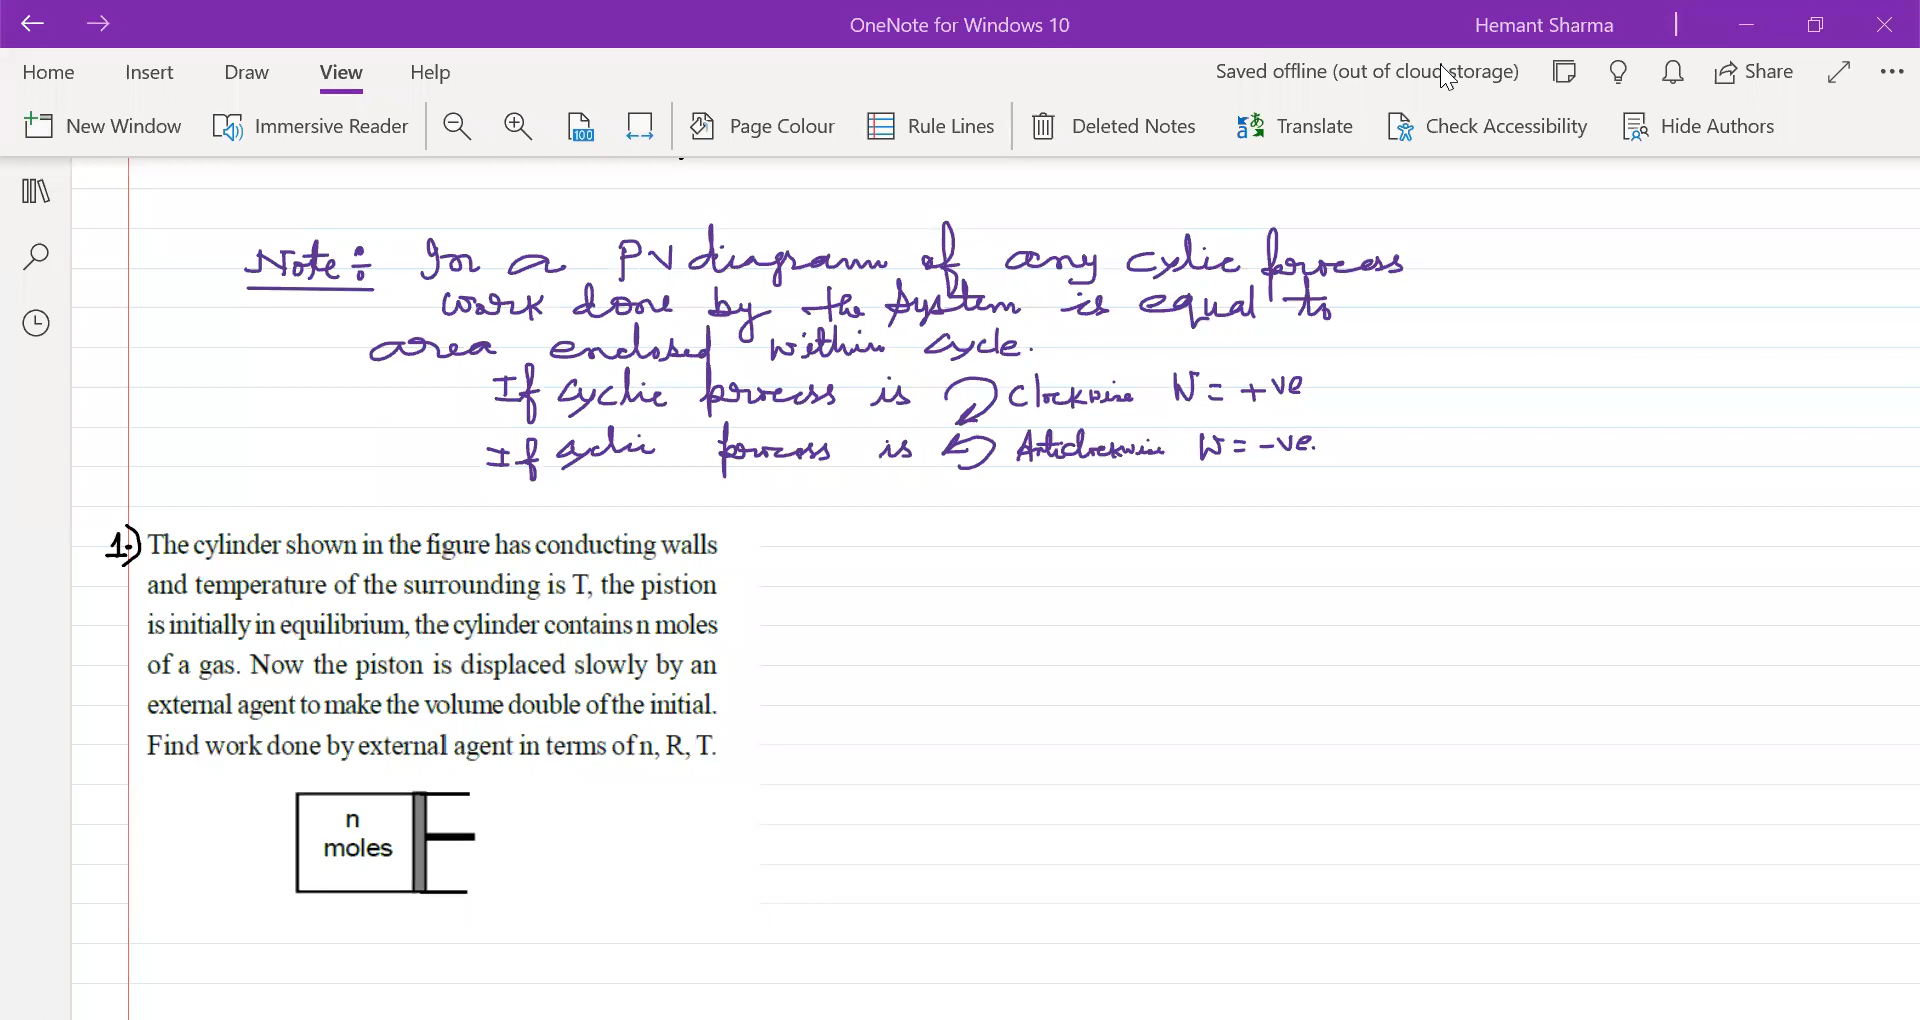 OneNote for Windows 10
Hemant Sharma
Home Insert Draw View Help
Saved offline (out of cloud storage) Share
New Window Immersive Reader 100 Page Colour Rule Lines Deleted Notes Translate Check Accessibility Hide Authors
Note: For a PV diagram of any cylic process
work done by the system is equal to
area enclosed within cycle.
If cyclic process is clockwise W = +ve
If cyclic process is Anticlockwise W = -ve.
1.) The cylinder shown in the figure has conducting walls
and temperature of the surrounding is T, the pistion
is initially in equilibrium, the cylinder contains n moles
of a gas. Now the piston is displaced slowly by an
external agent to make the volume double of the initial.
Find work done by external agent in terms of n, R, T.
n
moles